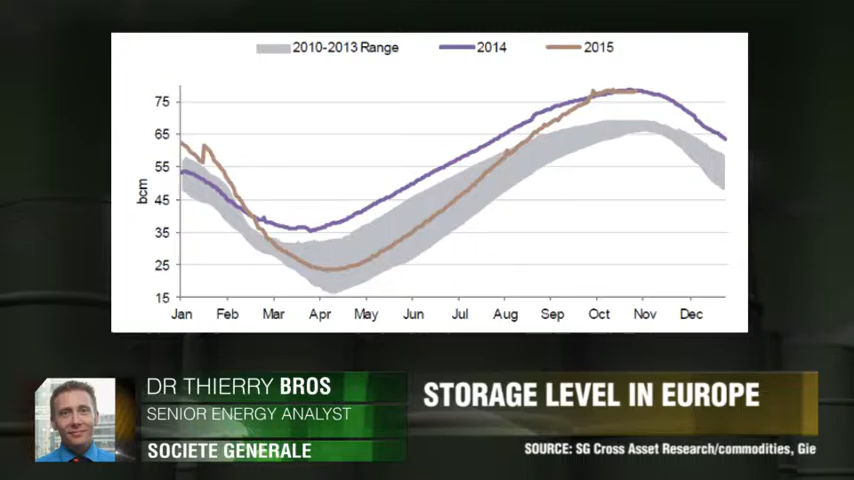 2010-2013 Range 2014 2015
75
65
55
45
35
25
15
bcm
Jan Feb Mar Apr May Jun Jul Aug Sep Oct Nov Dec
DR THIERRY BROS
SENIOR ENERGY ANALYST
SOCIETE GENERALE
STORAGE LEVEL IN EUROPE
SOURCE: SG Cross Asset Research/commodities, Gie